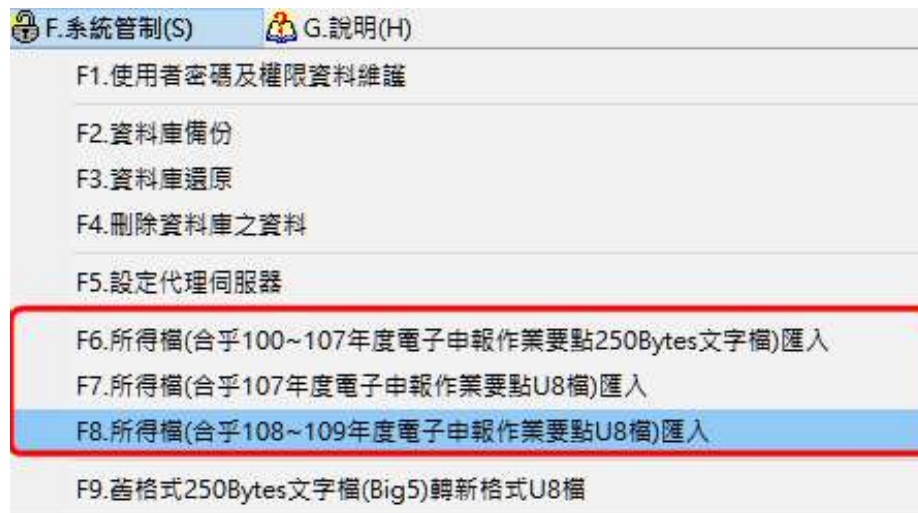 F.系統管制(S) G.說明(H)
F1.使用者密碼及權限資料維護
F2.資料庫備份
F3.資料庫還原
F4.刪除資料庫之資料
F5.設定代理伺服器
F6.所得檔(合乎100~107年度電子申報作業要點250Bytes文字檔)匯入
F7.所得檔(合乎107年度電子申報作業要點U8檔)匯入
F8.所得檔(合乎108~109年度電子申報作業要點U8檔)匯入
F9.舊格式250Bytes文字檔(Big5)轉新格式U8檔